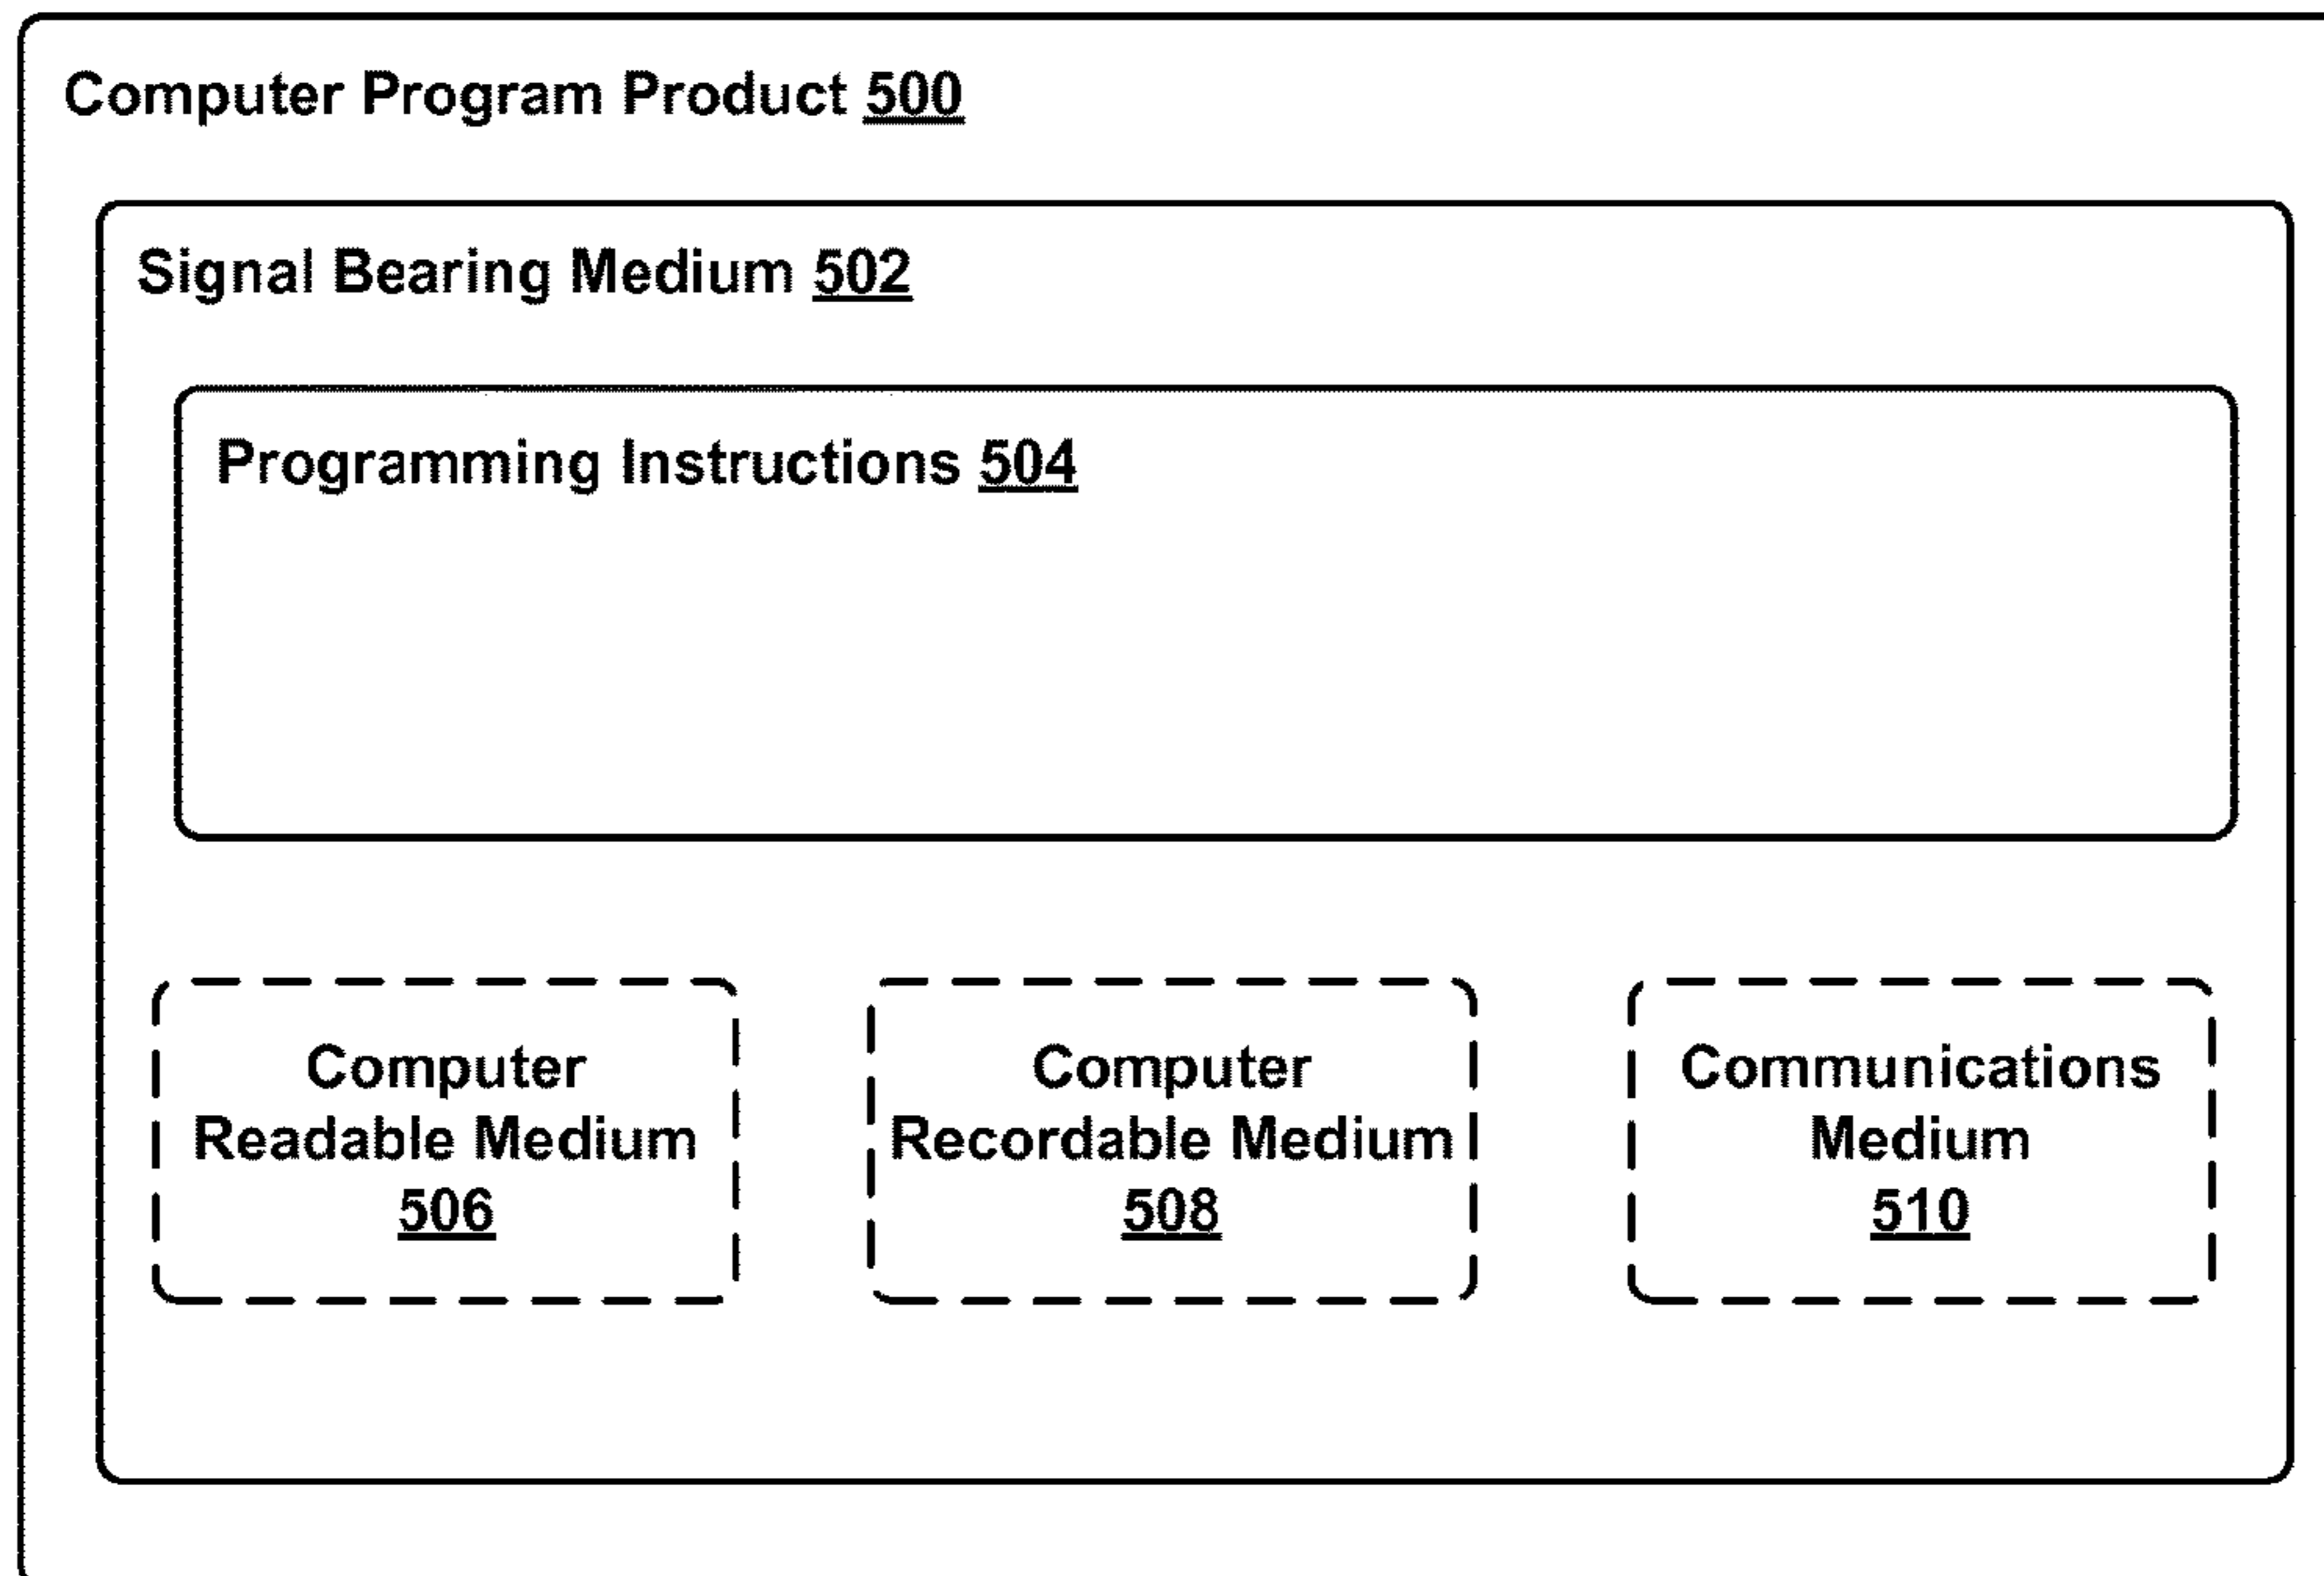 Computer Program Product 500
Signal Bearing Medium 502
Programming Instructions 504
Computer
Readable Medium
506
Computer
Recordable Medium
508
Communications
Medium
510